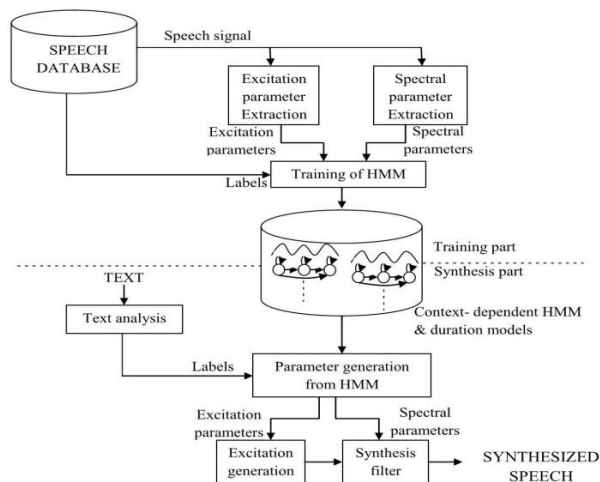 Speech signal
SPEECH
DATABASE
Excitation
parameter
Extraction
Spectral
parameter
Extraction
Excitation
parameters
Spectral
parameters
Training of HMM
Labels
Training part
Synthesis part
TEXT
Text analysis
Context- dependent HMM
& duration models
Labels
Parameter generation
from HMM
Excitation
parameters
Spectral
parameters
Excitation
generation
Synthesis
filter
SYNTHESIZED
SPEECH